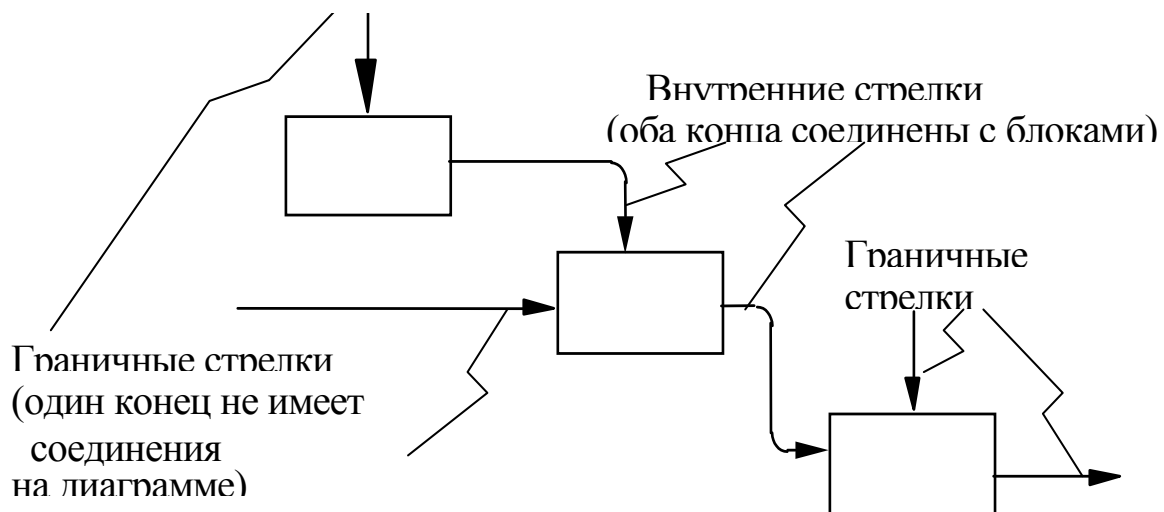 Внутренние стрелки
(оба конца соединены с блоками)
Граничные
стрелки
Граничные стрелки
(один конец не имеет
соединения
на диаграмме)